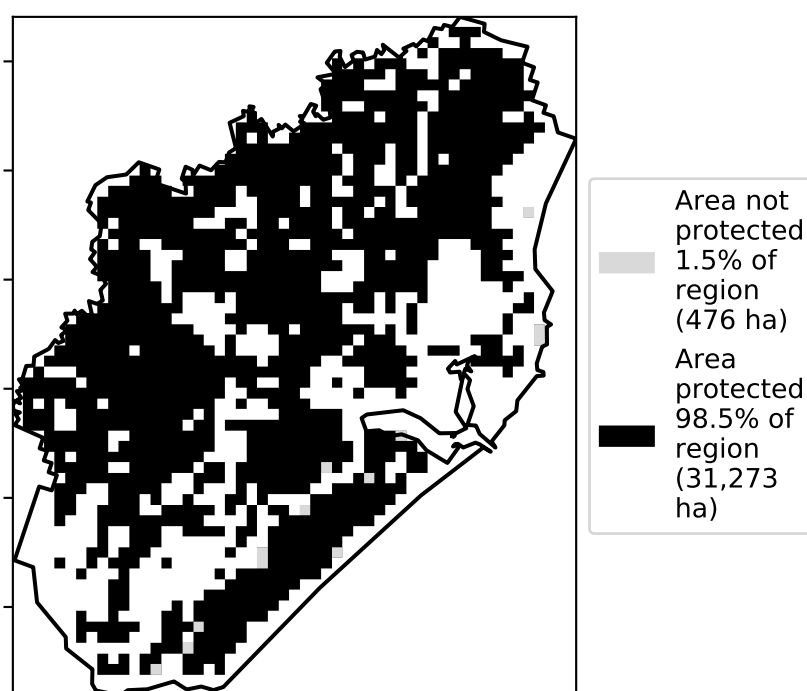 Area not
protected
1.5% of
region
(476 ha)
Area
protected
98.5% of
region
(31,273
ha)